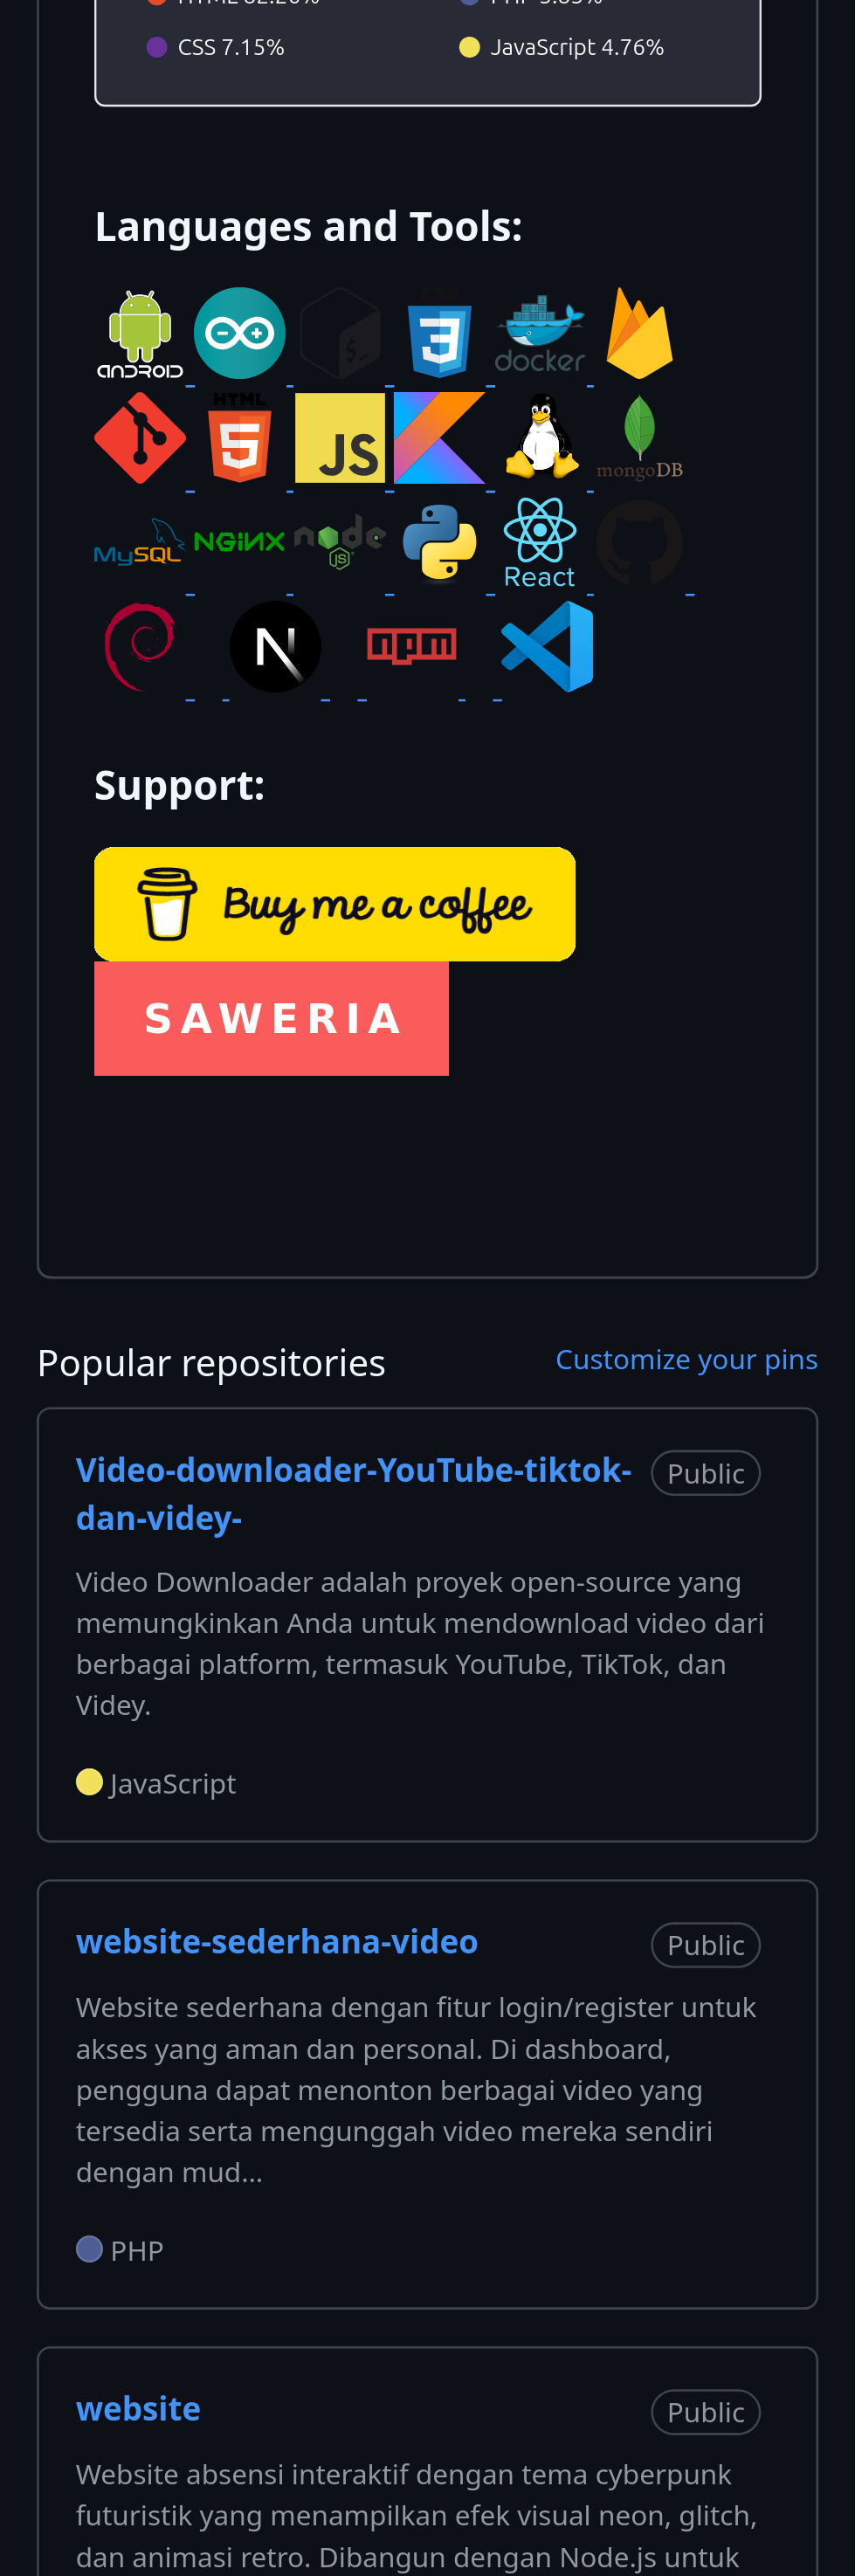 CSS 7.15%
JavaScript 4.76%
Languages and Tools:
ANDROID
$_
3
docker
HTML
5
JS
mongoDB
MySQL
NGINX
node
JS
React
N
npm
Support:
Buy me a coffee
SAWERIA
Popular repositories
Customize your pins
Video-downloader-YouTube-tiktok-
dan-videy-
Public
Video Downloader adalah proyek open-source yang
memungkinkan Anda untuk mendownload video dari
berbagai platform, termasuk YouTube, TikTok, dan
Videy.
JavaScript
website-sederhana-video
Public
Website sederhana dengan fitur login/register untuk
akses yang aman dan personal. Di dashboard,
pengguna dapat menonton berbagai video yang
tersedia serta mengunggah video mereka sendiri
dengan mud...
PHP
website
Public
Website absensi interaktif dengan tema cyberpunk
futuristik yang menampilkan efek visual neon, glitch,
dan animasi retro. Dibangun dengan Node.js untuk